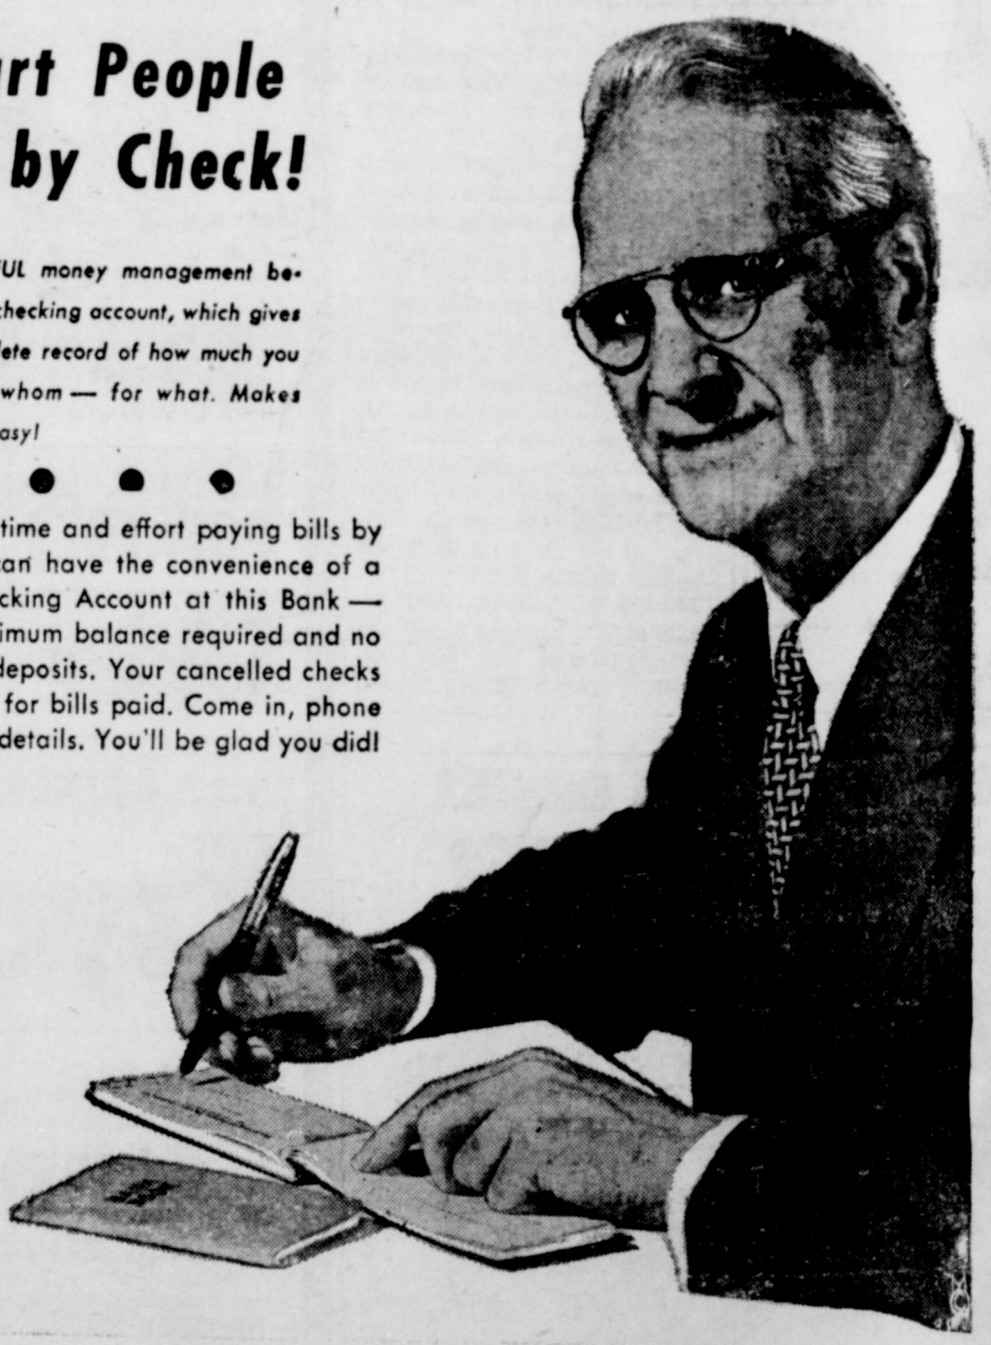 rt People
by Check!
UL money management be-
checking account, which gives
lete record of how much you
whom — for what. Makes
asy!
time and effort paying bills by
an have the convenience of a
cking Account at this Bank —
imum balance required and no
deposits. Your cancelled checks
for bills paid. Come in, phone
details. You'll be glad you did!